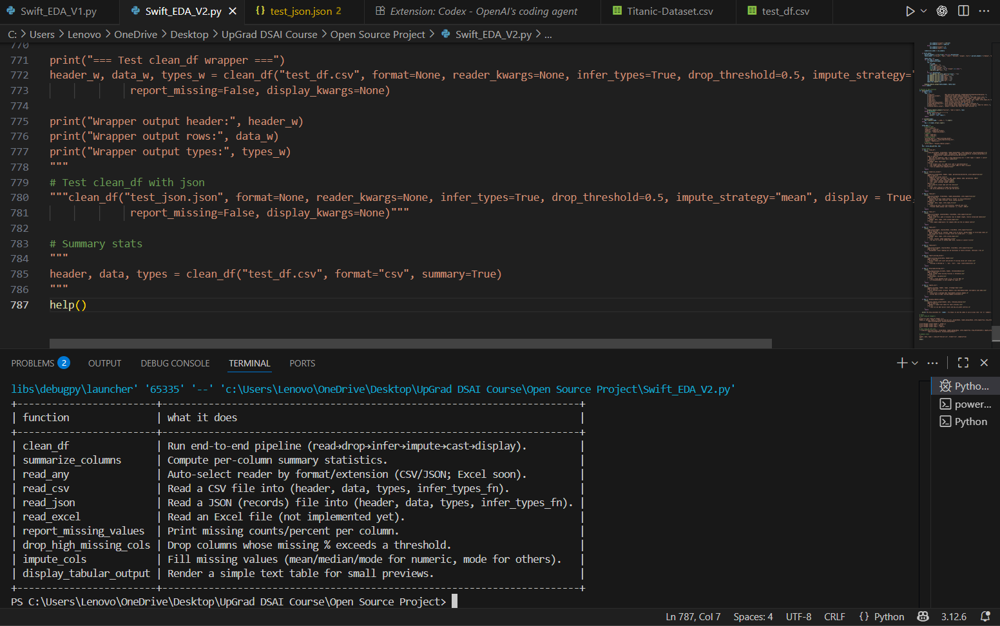 Swift_EDA_V1.py
Swift_EDA_V2.py
{} test_json.json 2
Extension: Codex - OpenAI's coding agent
Titanic-Dataset.csv
test_df.csv
C: > Users > Lenovo > OneDrive > Desktop > UpGrad DSAI Course > Open Source Project > Swift_EDA_V2.py > ...
770
771 print("=== Test clean_df wrapper ===")
772 header_w, data_w, types_w = clean_df("test_df.csv", format=None, reader_kwargs=None, infer_types=True, drop_threshold=0.5, impute_strategy="
773 report_missing=False, display_kwargs=None)
774
775 print("Wrapper output header:", header_w)
776 print("Wrapper output rows:", data_w)
777 print("Wrapper output types:", types_w)
778 """
779 # Test clean_df with json
780 """clean_df("test_json.json", format=None, reader_kwargs=None, infer_types=True, drop_threshold=0.5, impute_strategy="mean", display = True,
781 report_missing=False, display_kwargs=None)"""
782
783 # Summary stats
784 """
785 header, data, types = clean_df("test_df.csv", format="csv", summary=True)
786 """
787 help()
PROBLEMS 2 OUTPUT DEBUG CONSOLE TERMINAL PORTS
libs\debugpy\launcher' '65335' '--' 'c:\Users\Lenovo\OneDrive\Desktop\UpGrad DSAI Course\Open Source Project\Swift_EDA_V2.py'
+-----------------------+--------------------------------------------------------------------+
| function | what it does |
+-----------------------+--------------------------------------------------------------------+
| clean_df | Run end-to-end pipeline (read→drop→infer→impute→cast→display). |
| summarize_columns | Compute per-column summary statistics. |
| read_any | Auto-select reader by format/extension (CSV/JSON; Excel soon). |
| read_csv | Read a CSV file into (header, data, types, infer_types_fn). |
| read_json | Read a JSON (records) file into (header, data, types, infer_types_fn). |
| read_excel | Read an Excel file (not implemented yet). |
| report_missing_values | Print missing counts/percent per column. |
| drop_high_missing_cols | Drop columns whose missing % exceeds a threshold. |
| impute_cols | Fill missing values (mean/median/mode for numeric, mode for others). |
| display_tabular_output | Render a simple text table for small previews. |
+-----------------------+--------------------------------------------------------------------+
PS C:\Users\Lenovo\OneDrive\Desktop\UpGrad DSAI Course\Open Source Project>
Pytho...
power...
Python
Ln 787, Col 7 Spaces: 4 UTF-8 CRLF {} Python 3.12.6